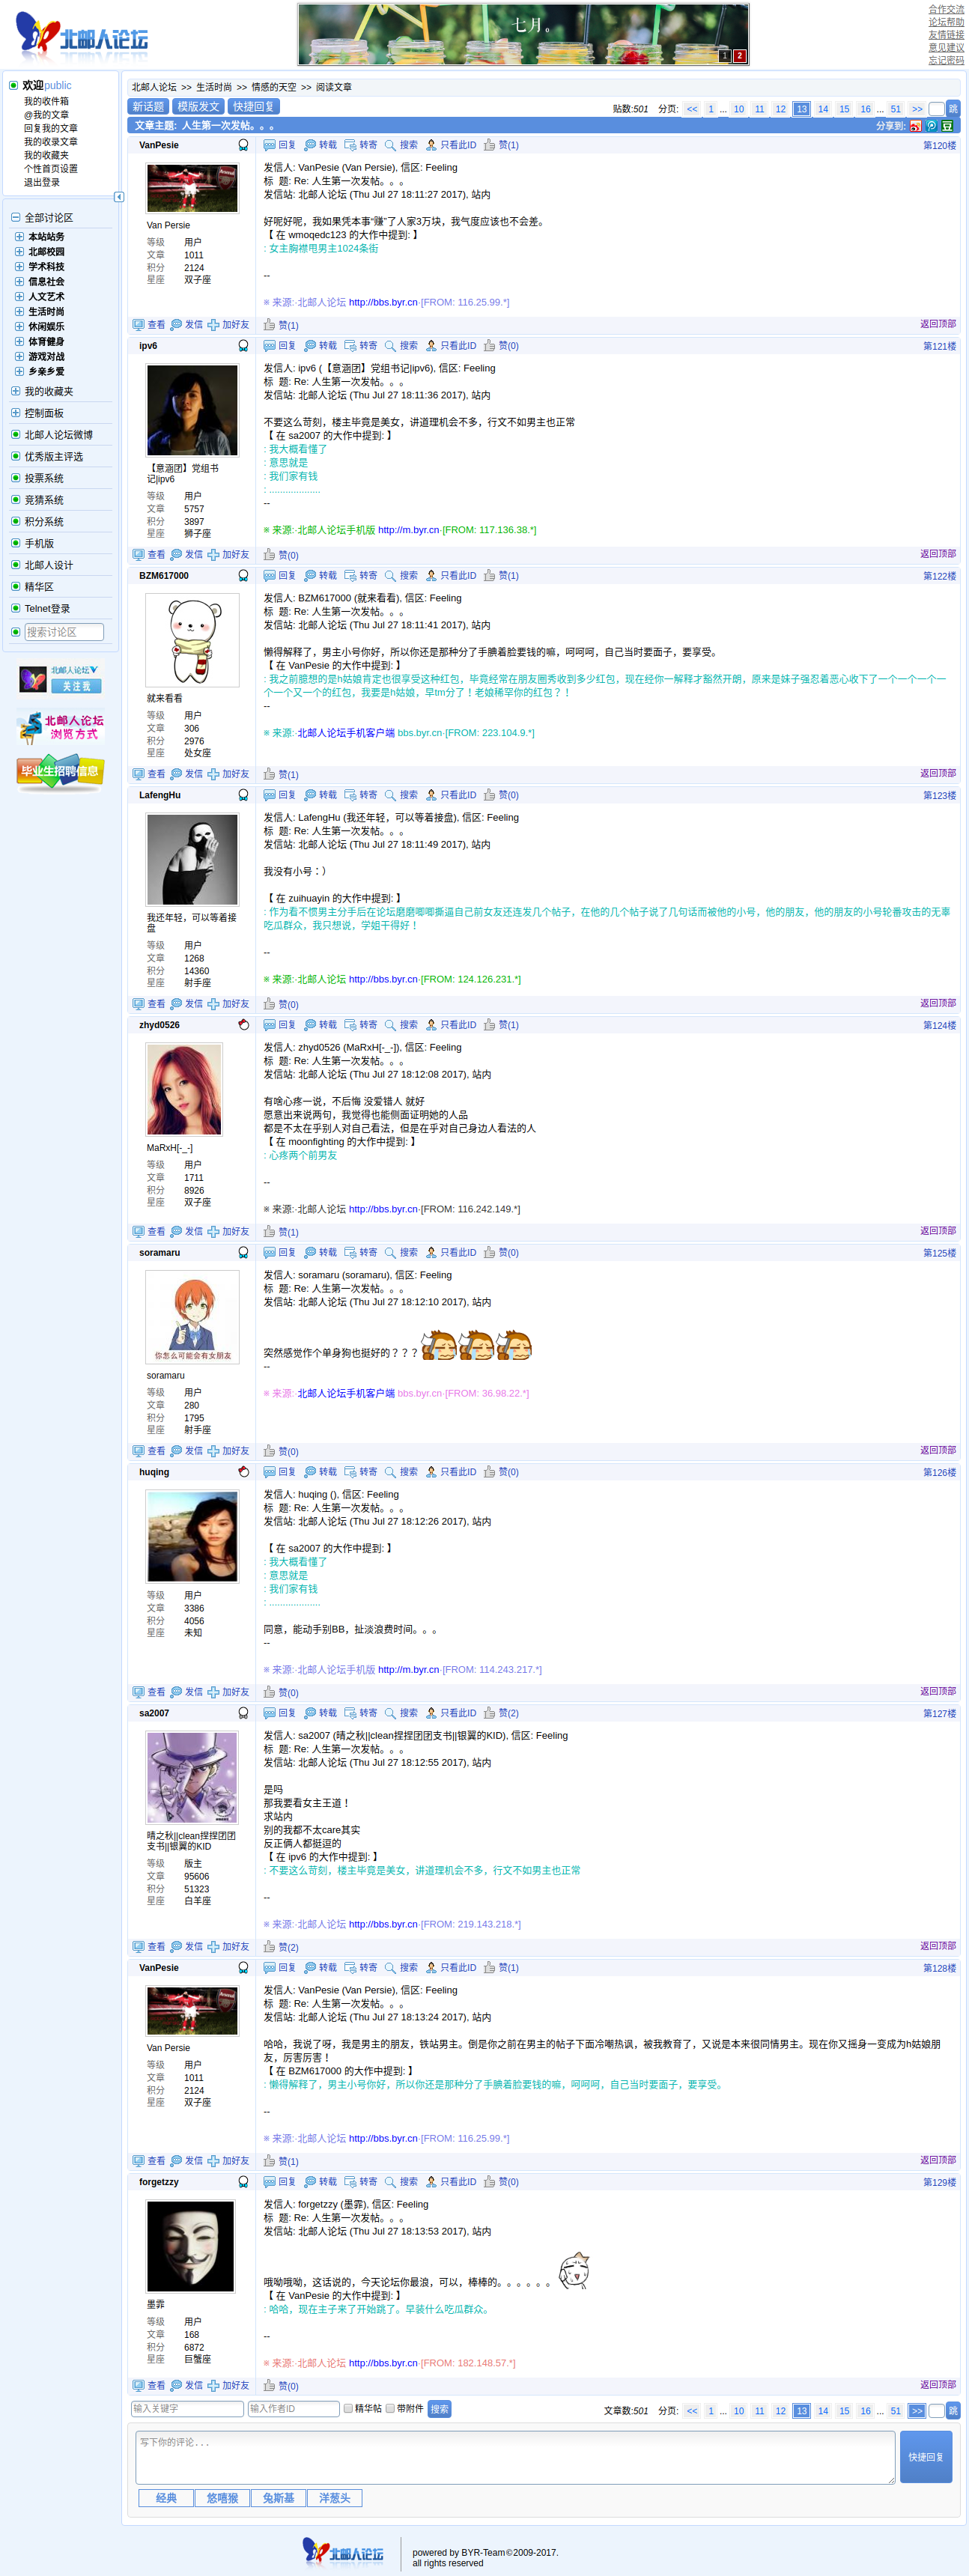 北邮人论坛
七月。
1 2
合作交流
论坛帮助
友情链接
意见建议
忘记密码
欢迎public
我的收件箱
@我的文章
回复我的文章
我的收录文章
我的收藏夹
个性首页设置
退出登录
全部讨论区
本站站务
北邮校园
学术科技
信息社会
人文艺术
生活时尚
休闲娱乐
体育健身
游戏对战
乡亲乡爱
我的收藏夹
控制面板
北邮人论坛微博
优秀版主评选
投票系统
竞猜系统
积分系统
手机版
北邮人设计
精华区
Telnet登录
搜索讨论区
北邮人论坛
关注我
北邮人论坛
浏览方式
毕业生招聘信息
北邮人论坛 >> 生活时尚 >> 情感的天空 >> 阅读文章
新话题 模版发文 快捷回复
贴数:501 分页: << 1 ... 10 11 12 13 14 15 16 ... 51 >> 跳
文章主题: 人生第一次发帖。。。
分享到:
VanPesie
回复 转载 转寄 搜索 只看此ID 赞(1) 第120楼
Van Persie
等级 用户
文章 1011
积分 2124
星座 双子座
发信人: VanPesie (Van Persie), 信区: Feeling
标 题: Re: 人生第一次发帖。。。
发信站: 北邮人论坛 (Thu Jul 27 18:11:27 2017), 站内
好呢好呢，我如果凭本事“赚”了人家3万块，我气度应该也不会差。
【 在 wmoqedc123 的大作中提到: 】
: 女主胸襟甩男主1024条街
--
※ 来源:·北邮人论坛 http://bbs.byr.cn·[FROM: 116.25.99.*]
查看 发信 加好友 赞(1) 返回顶部
ipv6
回复 转载 转寄 搜索 只看此ID 赞(0) 第121楼
【意涵团】党组书
记|ipv6
等级 用户
文章 5757
积分 3897
星座 狮子座
发信人: ipv6 (【意涵团】党组书记|ipv6), 信区: Feeling
标 题: Re: 人生第一次发帖。。。
发信站: 北邮人论坛 (Thu Jul 27 18:11:36 2017), 站内
不要这么苛刻，楼主毕竟是美女，讲道理机会不多，行文不如男生也正常
【 在 sa2007 的大作中提到: 】
: 我大概看懂了
: 意思就是
: 我们家有钱
: ...................
--
※ 来源:·北邮人论坛手机版 http://m.byr.cn·[FROM: 117.136.38.*]
查看 发信 加好友 赞(0) 返回顶部
BZM617000
回复 转载 转寄 搜索 只看此ID 赞(1) 第122楼
就来看看
等级 用户
文章 306
积分 2976
星座 处女座
发信人: BZM617000 (就来看看), 信区: Feeling
标 题: Re: 人生第一次发帖。。。
发信站: 北邮人论坛 (Thu Jul 27 18:11:41 2017), 站内
懒得解释了，男主小号你好，所以你还是那种分了手腆着脸要钱的嘛，呵呵呵，自己当时要面子，要享受。
【 在 VanPesie 的大作中提到: 】
: 我之前臆想的是h姑娘肯定也很享受这种红包，毕竟经常在朋友圈秀收到多少红包，现在经你一解释才豁然开朗，原来是妹子强忍着恶心收下了一个一个一个一
个一个又一个的红包，我要是h姑娘，早tm分了！老娘稀罕你的红包？！
--
※ 来源:·北邮人论坛手机客户端 bbs.byr.cn·[FROM: 223.104.9.*]
查看 发信 加好友 赞(1) 返回顶部
LafengHu
回复 转载 转寄 搜索 只看此ID 赞(0) 第123楼
我还年轻，可以等着接
盘
等级 用户
文章 1268
积分 14360
星座 射手座
发信人: LafengHu (我还年轻，可以等着接盘), 信区: Feeling
标 题: Re: 人生第一次发帖。。。
发信站: 北邮人论坛 (Thu Jul 27 18:11:49 2017), 站内
我没有小号：）
【 在 zuihuayin 的大作中提到: 】
: 作为看不惯男主分手后在论坛磨磨唧唧撕逼自己前女友还连发几个帖子，在他的几个帖子说了几句话而被他的小号，他的朋友，他的朋友的小号轮番攻击的无辜
吃瓜群众，我只想说，学姐干得好！
--
※ 来源:·北邮人论坛 http://bbs.byr.cn·[FROM: 124.126.231.*]
查看 发信 加好友 赞(0) 返回顶部
zhyd0526
回复 转载 转寄 搜索 只看此ID 赞(1) 第124楼
MaRxH[-_-]
等级 用户
文章 1711
积分 8926
星座 双子座
发信人: zhyd0526 (MaRxH[-_-]), 信区: Feeling
标 题: Re: 人生第一次发帖。。。
发信站: 北邮人论坛 (Thu Jul 27 18:12:08 2017), 站内
有啥心疼一说，不后悔 没爱错人 就好
愿意出来说两句，我觉得也能侧面证明她的人品
都是不太在乎别人对自己看法，但是在乎对自己身边人看法的人
【 在 moonfighting 的大作中提到: 】
: 心疼两个前男友
--
※ 来源:·北邮人论坛 http://bbs.byr.cn·[FROM: 116.242.149.*]
查看 发信 加好友 赞(1) 返回顶部
soramaru
回复 转载 转寄 搜索 只看此ID 赞(0) 第125楼
你怎么可能会有女朋友
soramaru
等级 用户
文章 280
积分 1795
星座 射手座
发信人: soramaru (soramaru), 信区: Feeling
标 题: Re: 人生第一次发帖。。。
发信站: 北邮人论坛 (Thu Jul 27 18:12:10 2017), 站内
突然感觉作个单身狗也挺好的？？？
--
※ 来源:·北邮人论坛手机客户端 bbs.byr.cn·[FROM: 36.98.22.*]
查看 发信 加好友 赞(0) 返回顶部
huqing
回复 转载 转寄 搜索 只看此ID 赞(0) 第126楼
等级 用户
文章 3386
积分 4056
星座 未知
发信人: huqing (), 信区: Feeling
标 题: Re: 人生第一次发帖。。。
发信站: 北邮人论坛 (Thu Jul 27 18:12:26 2017), 站内
【 在 sa2007 的大作中提到: 】
: 我大概看懂了
: 意思就是
: 我们家有钱
: ...................
同意，能动手别BB，扯淡浪费时间。。。
--
※ 来源:·北邮人论坛手机版 http://m.byr.cn·[FROM: 114.243.217.*]
查看 发信 加好友 赞(0) 返回顶部
sa2007
回复 转载 转寄 搜索 只看此ID 赞(2) 第127楼
晴之秋||clean捏捏团团
支书||银翼的KID
等级 版主
文章 95606
积分 51323
星座 白羊座
发信人: sa2007 (晴之秋||clean捏捏团团支书||银翼的KID), 信区: Feeling
标 题: Re: 人生第一次发帖。。。
发信站: 北邮人论坛 (Thu Jul 27 18:12:55 2017), 站内
是吗
那我要看女主王道！
求站内
别的我都不太care其实
反正俩人都挺逗的
【 在 ipv6 的大作中提到: 】
: 不要这么苛刻，楼主毕竟是美女，讲道理机会不多，行文不如男生也正常
--
※ 来源:·北邮人论坛 http://bbs.byr.cn·[FROM: 219.143.218.*]
查看 发信 加好友 赞(2) 返回顶部
VanPesie
回复 转载 转寄 搜索 只看此ID 赞(1) 第128楼
Van Persie
等级 用户
文章 1011
积分 2124
星座 双子座
发信人: VanPesie (Van Persie), 信区: Feeling
标 题: Re: 人生第一次发帖。。。
发信站: 北邮人论坛 (Thu Jul 27 18:13:24 2017), 站内
哈哈，我说了呀，我是男主的朋友，铁站男主。倒是你之前在男主的帖子下面冷嘲热讽，被我教育了，又说是本来很同情男主。现在你又摇身一变成为h姑娘朋
友，厉害厉害！
【 在 BZM617000 的大作中提到: 】
: 懒得解释了，男主小号你好，所以你还是那种分了手腆着脸要钱的嘛，呵呵呵，自己当时要面子，要享受。
--
※ 来源:·北邮人论坛 http://bbs.byr.cn·[FROM: 116.25.99.*]
查看 发信 加好友 赞(1) 返回顶部
forgetzzy
回复 转载 转寄 搜索 只看此ID 赞(0) 第129楼
墨霏
等级 用户
文章 168
积分 6872
星座 巨蟹座
发信人: forgetzzy (墨霏), 信区: Feeling
标 题: Re: 人生第一次发帖。。。
发信站: 北邮人论坛 (Thu Jul 27 18:13:53 2017), 站内
哦呦哦呦，这话说的，今天论坛你最浪，可以，棒棒的。。。。。。
【 在 VanPesie 的大作中提到: 】
: 哈哈，现在主子来了开始跳了。早装什么吃瓜群众。
--
※ 来源:·北邮人论坛 http://bbs.byr.cn·[FROM: 182.148.57.*]
查看 发信 加好友 赞(0) 返回顶部
输入关键字 输入作者ID 精华帖 带附件 搜索
文章数:501 分页: << 1 ... 10 11 12 13 14 15 16 ... 51 >> 跳
写下你的评论...
快捷回复
经典 悠嘻猴 兔斯基 洋葱头
北邮人论坛
powered by BYR-Team©2009-2017.
all rights reserved